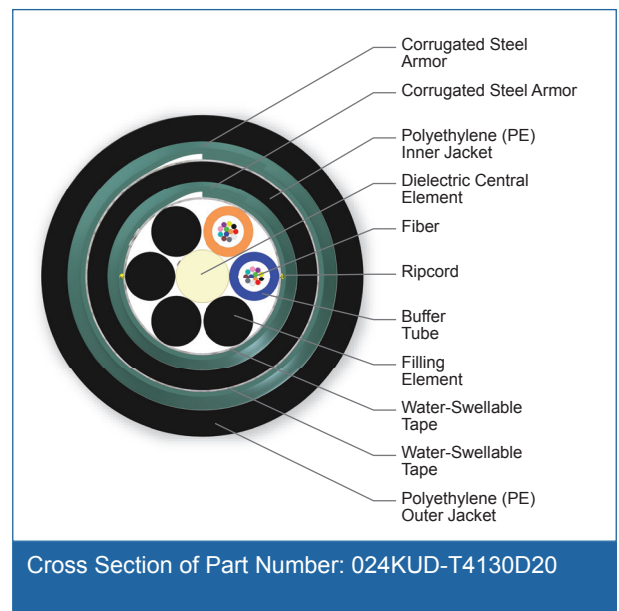 Corrugated Steel
Armor
Corrugated Steel Armor
Polyethylene (PE)
Inner Jacket
Dielectric Central
Element
Fiber
Ripcord
Buffer
Tube
Filling
Element
Water-Swellable
Tape
Water-Swellable
Tape
Polyethylene (PE)
Outer Jacket
Cross Section of Part Number: 024KUD-T4130D20